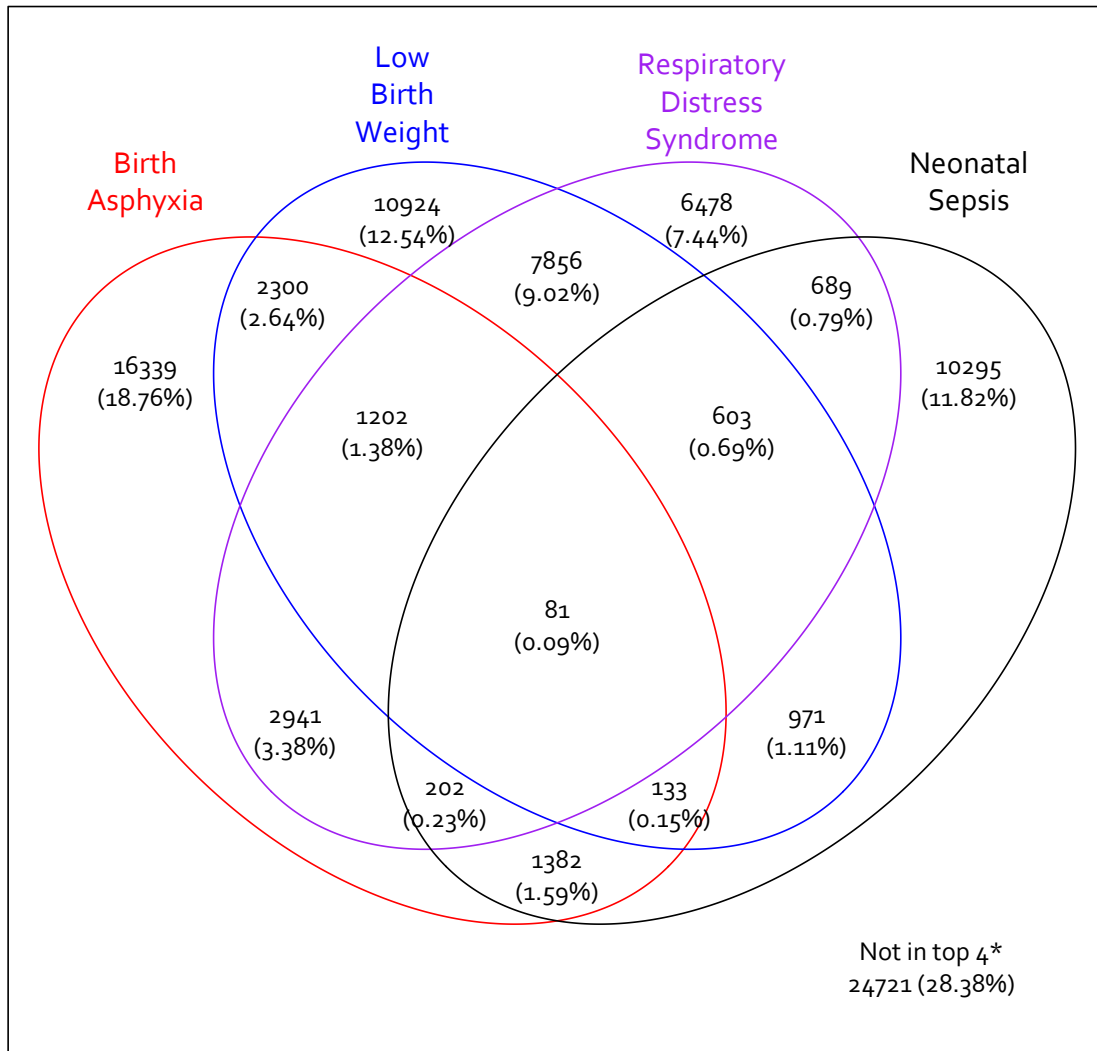 Low
Birth
Weight
Respiratory
Distress
Syndrome
Birth
Asphyxia
Neonatal
Sepsis
10924
(12.54%)
6478
(7.44%)
7856
(9.02%)
2300
(2.64%)
689
(0.79%)
16339
(18.76%)
10295
(11.82%)
1202
(1.38%)
603
(0.69%)
81
(0.09%)
2941
(3.38%)
971
(1.11%)
202
(0.23%)
133
(0.15%)
1382
(1.59%)
Not in top 4*
24721 (28.38%)